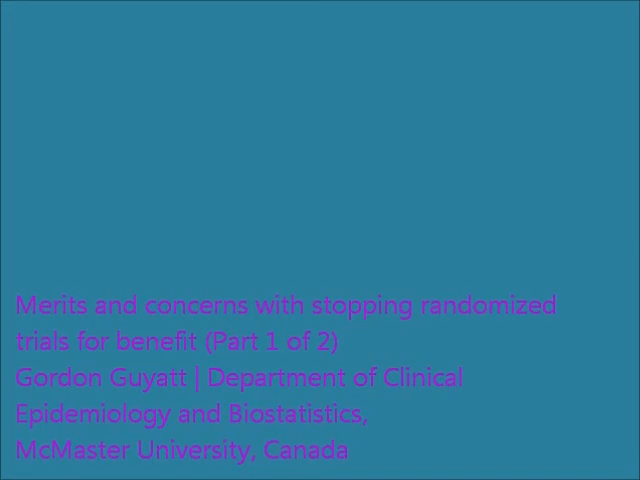 Merits and concerns with stopping randomized
trials for benefit (Part 1 of 2)
Gordon Guyatt | Department of Clinical
Epidemiology and Biostatistics,
McMaster University, Canada